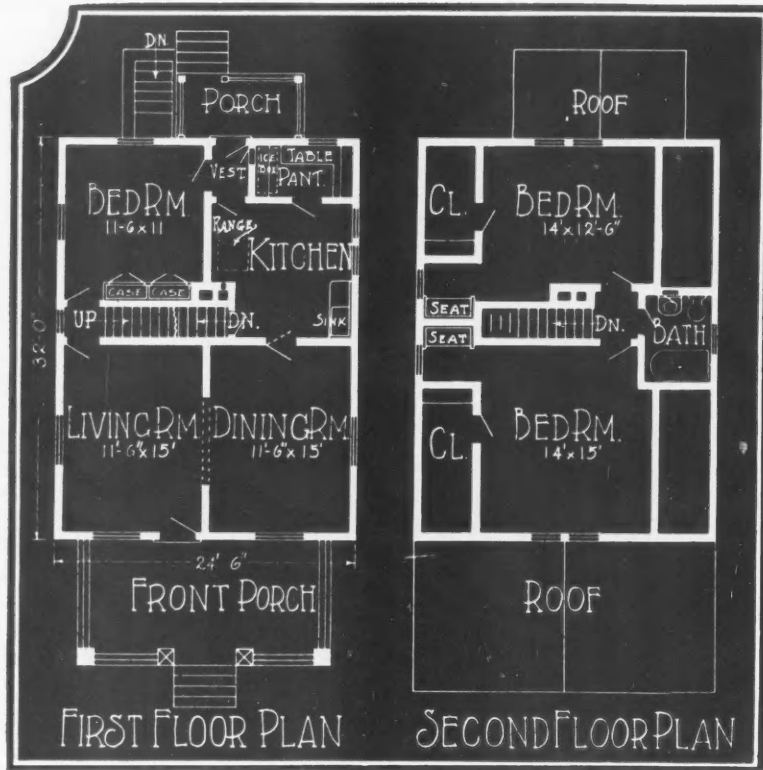 DN.
PORCH
VEST.
ICE
BOX
TABLE
PANT.
BED RM.
11-6 x 11
RANGE
KITCHEN
CASE
CASE
UP
DN.
SINK
32'-0"
LIVING RM
11'-6" x 15'
DINING RM
11'-6" x 15'
24' 6"
FRONT PORCH
FIRST FLOOR PLAN
ROOF
CL.
BED RM.
14' x 12'-6"
SEAT
SEAT
DN.
BATH
CL.
BED RM.
14' x 15'
ROOF
SECOND FLOOR PLAN